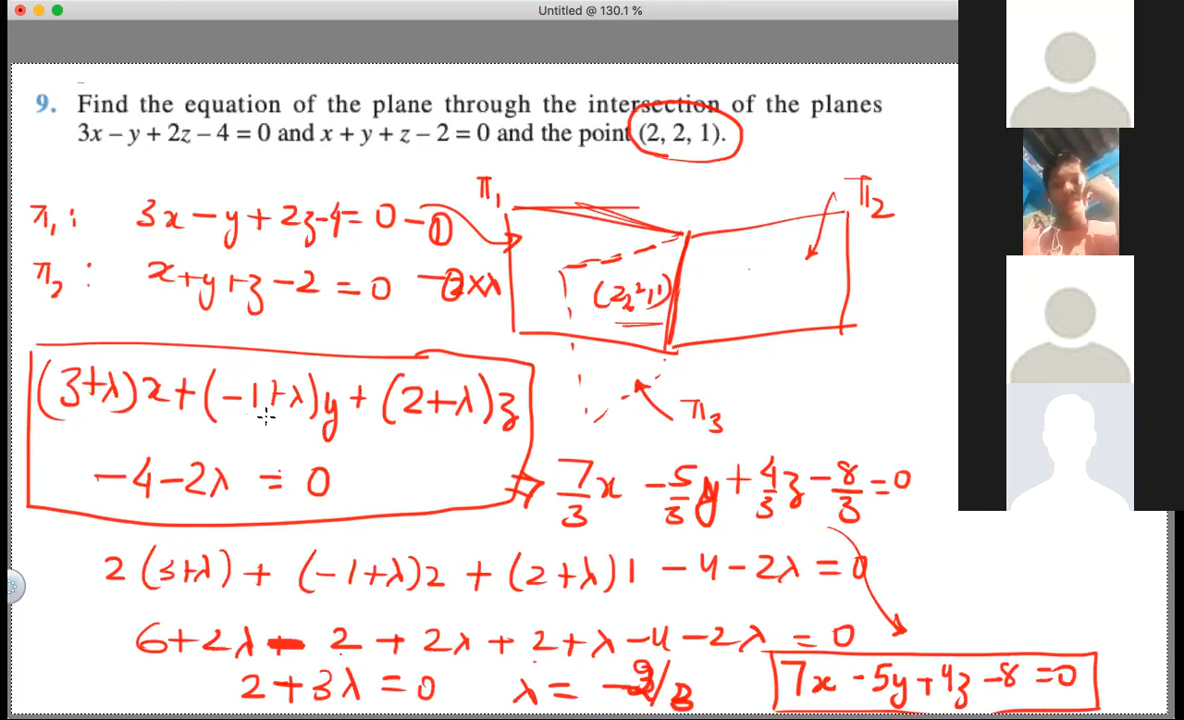 Untitled @ 130.1 %
9. Find the equation of the plane through the intersection of the planes
3x – y + 2z – 4 = 0 and x + y + z – 2 = 0 and the point (2, 2, 1).
π₁ : 3x - y + 2z - 4 = 0 - ①
π₂ : x + y + z - 2 = 0 - ② × λ
π₁
π₂
(2, 2, 1)
π₃
(3+λ)x + (-1+λ)y + (2+λ)z
-4 - 2λ = 0
⇒ 7/3 x - 5/3 y + 4/3 z - 8/3 = 0
2 (3+λ) + (-1+λ)2 + (2+λ)1 - 4 - 2λ = 0
6 + 2λ - 2 + 2λ + 2 + λ - 4 - 2λ = 0
2 + 3λ = 0 λ =
7x - 5y + 4z - 8 = 0